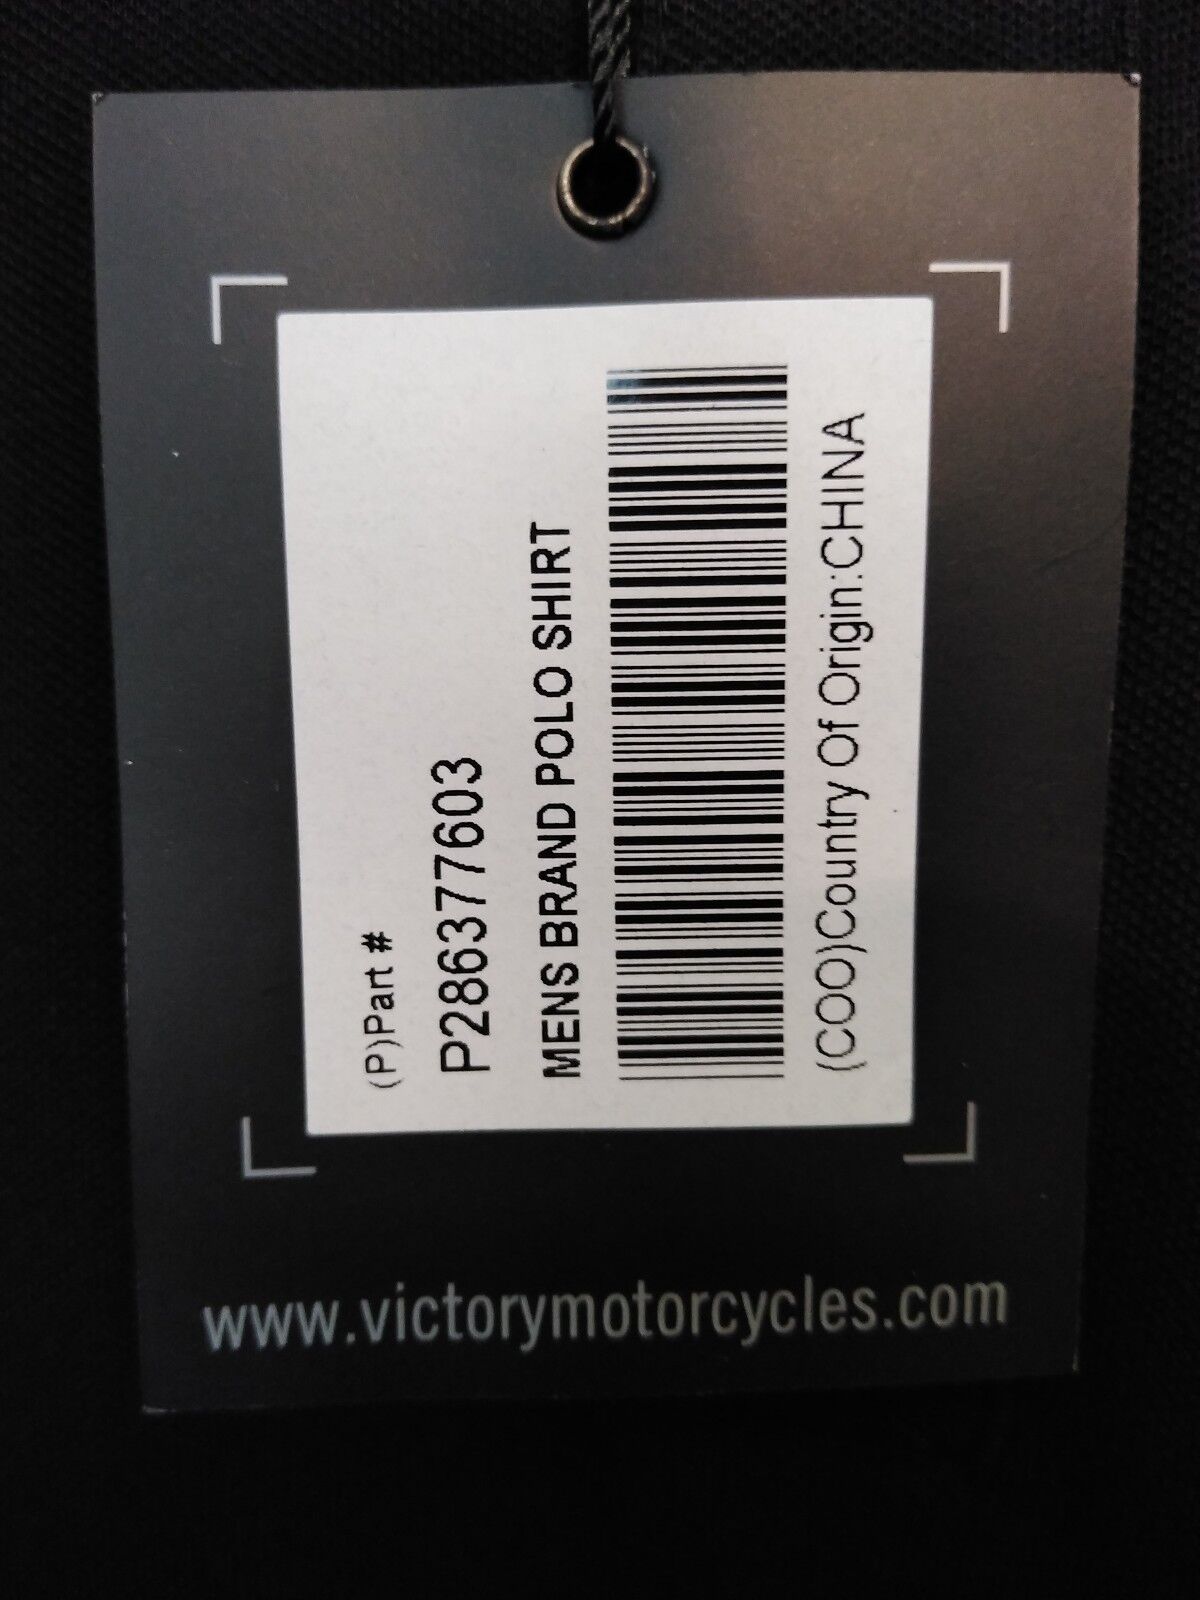 (P)Part #
P286377603
MENS BRAND POLO SHIRT
(COO)Country Of Origin:CHINA
www.victorymotorcycles.com